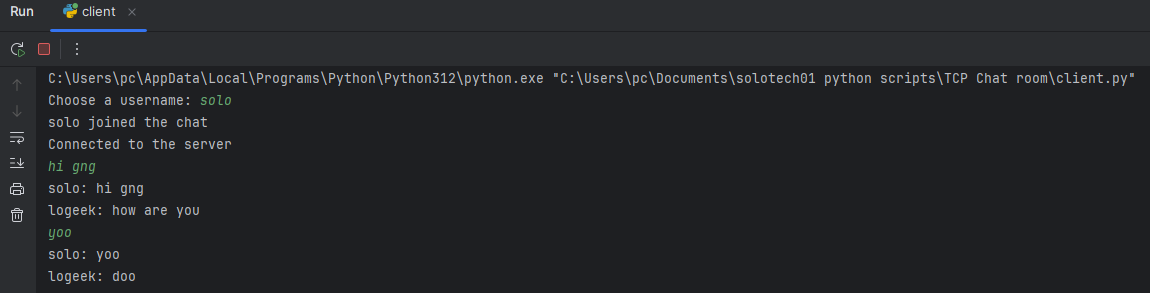 Run client
C:\Users\pc\AppData\Local\Programs\Python\Python312\python.exe "C:\Users\pc\Documents\solotech01 python scripts\TCP Chat room\client.py"
Choose a username: solo
solo joined the chat
Connected to the server
hi gng
solo: hi gng
logeek: how are you
yoo
solo: yoo
logeek: doo